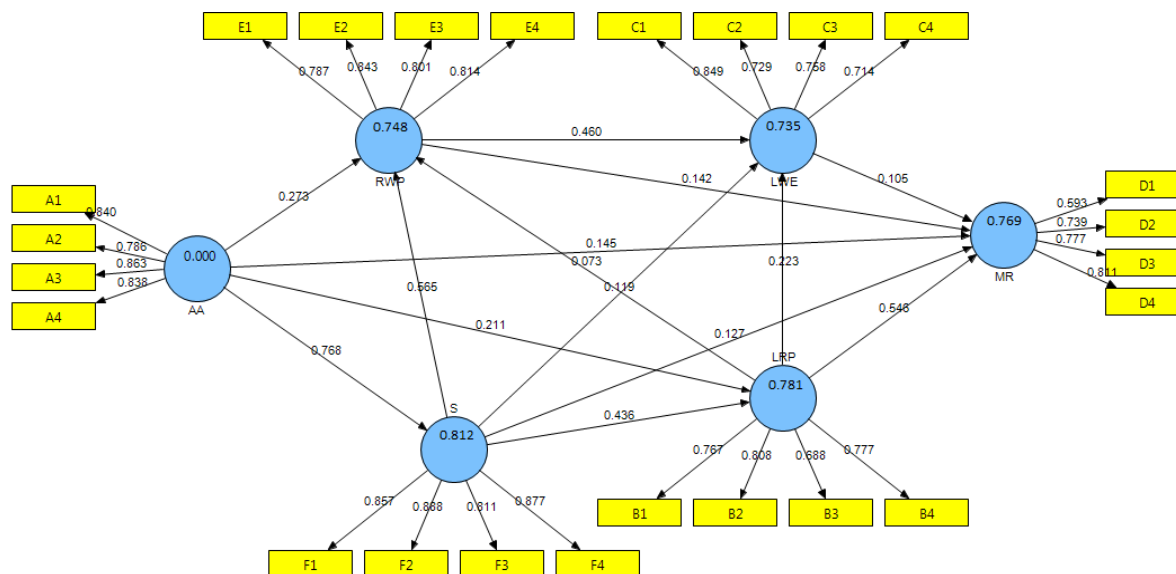 E1 E2 E3 E4 C1 C2 C3 C4
0.787 0.843 0.801 0.814 0.849 0.729 0.758 0.714
0.748 0.735
0.460
RWP LWE
0.142 0.105
D1
A1 0.840 0.273 0.593
0.769 0.739 D2
A2 0.786 0.000 0.145 0.777 D3
A3 0.863 0.073 0.223 MR 0.811
A4 0.838 AA 0.565 0.119 D4
0.211 0.127 0.546
0.768 LRP
0.781
S 0.436
0.812
0.767 0.808 0.688 0.777
0.857 0.838 0.811 0.877
B1 B2 B3 B4
F1 F2 F3 F4